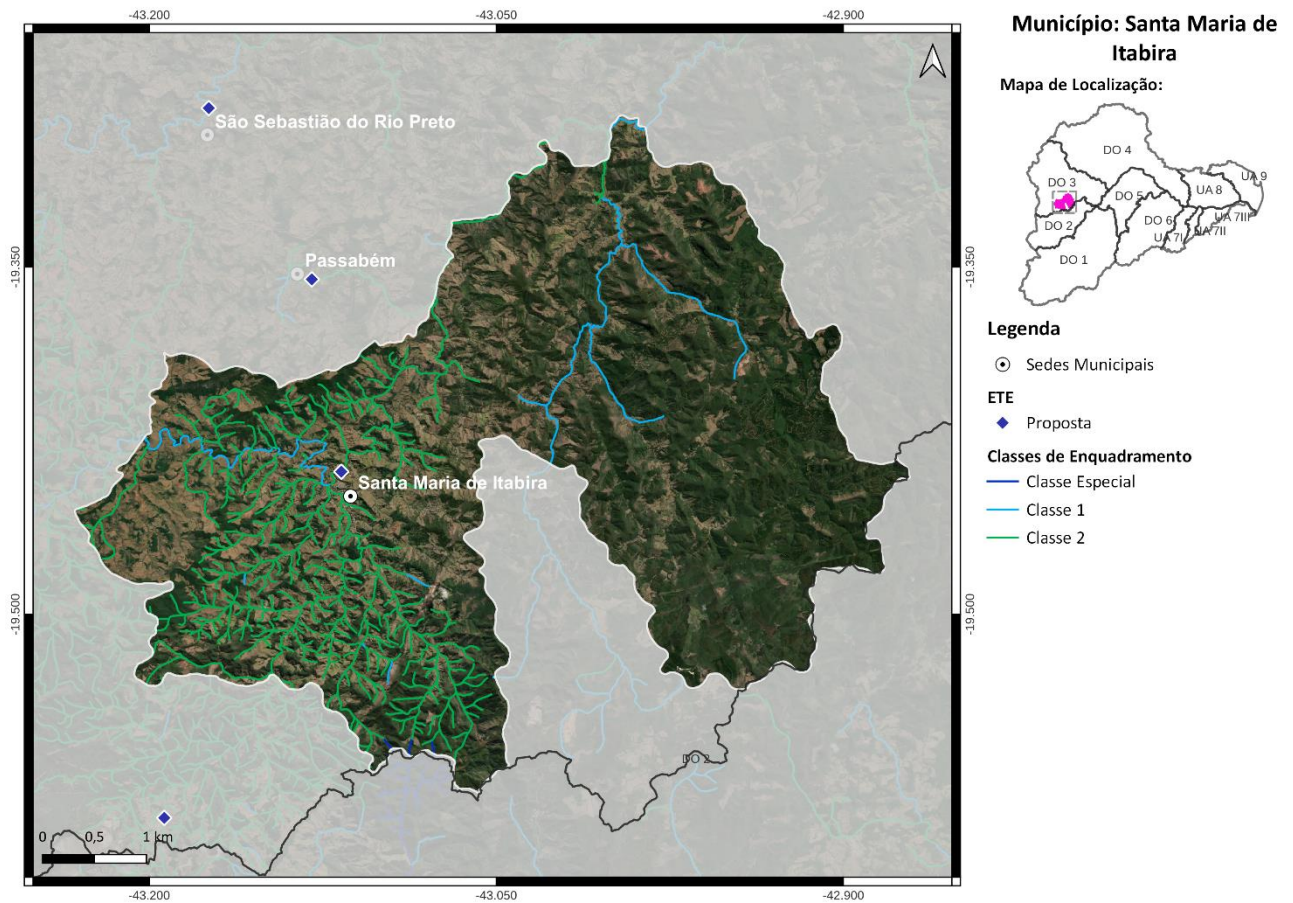 -43.200
-43.050
-42.900
Município: Santa Maria de
Itabira
Mapa de Localização:
São Sebastião do Rio Preto
DO 4
DO 3
UA 9
UA 8
DO 5
DO 2
DO 6
UA 7III
UA 7II
UA 7I
DO 1
-19.350
Passabém
-19.350
Legenda
Sedes Municipais
ETE
Proposta
Classes de Enquadramento
Santa Maria de Itabira
Classe Especial
Classe 1
Classe 2
-19.500
-19.500
DO 2
0 0,5 1 km
-43.200
-43.050
-42.900